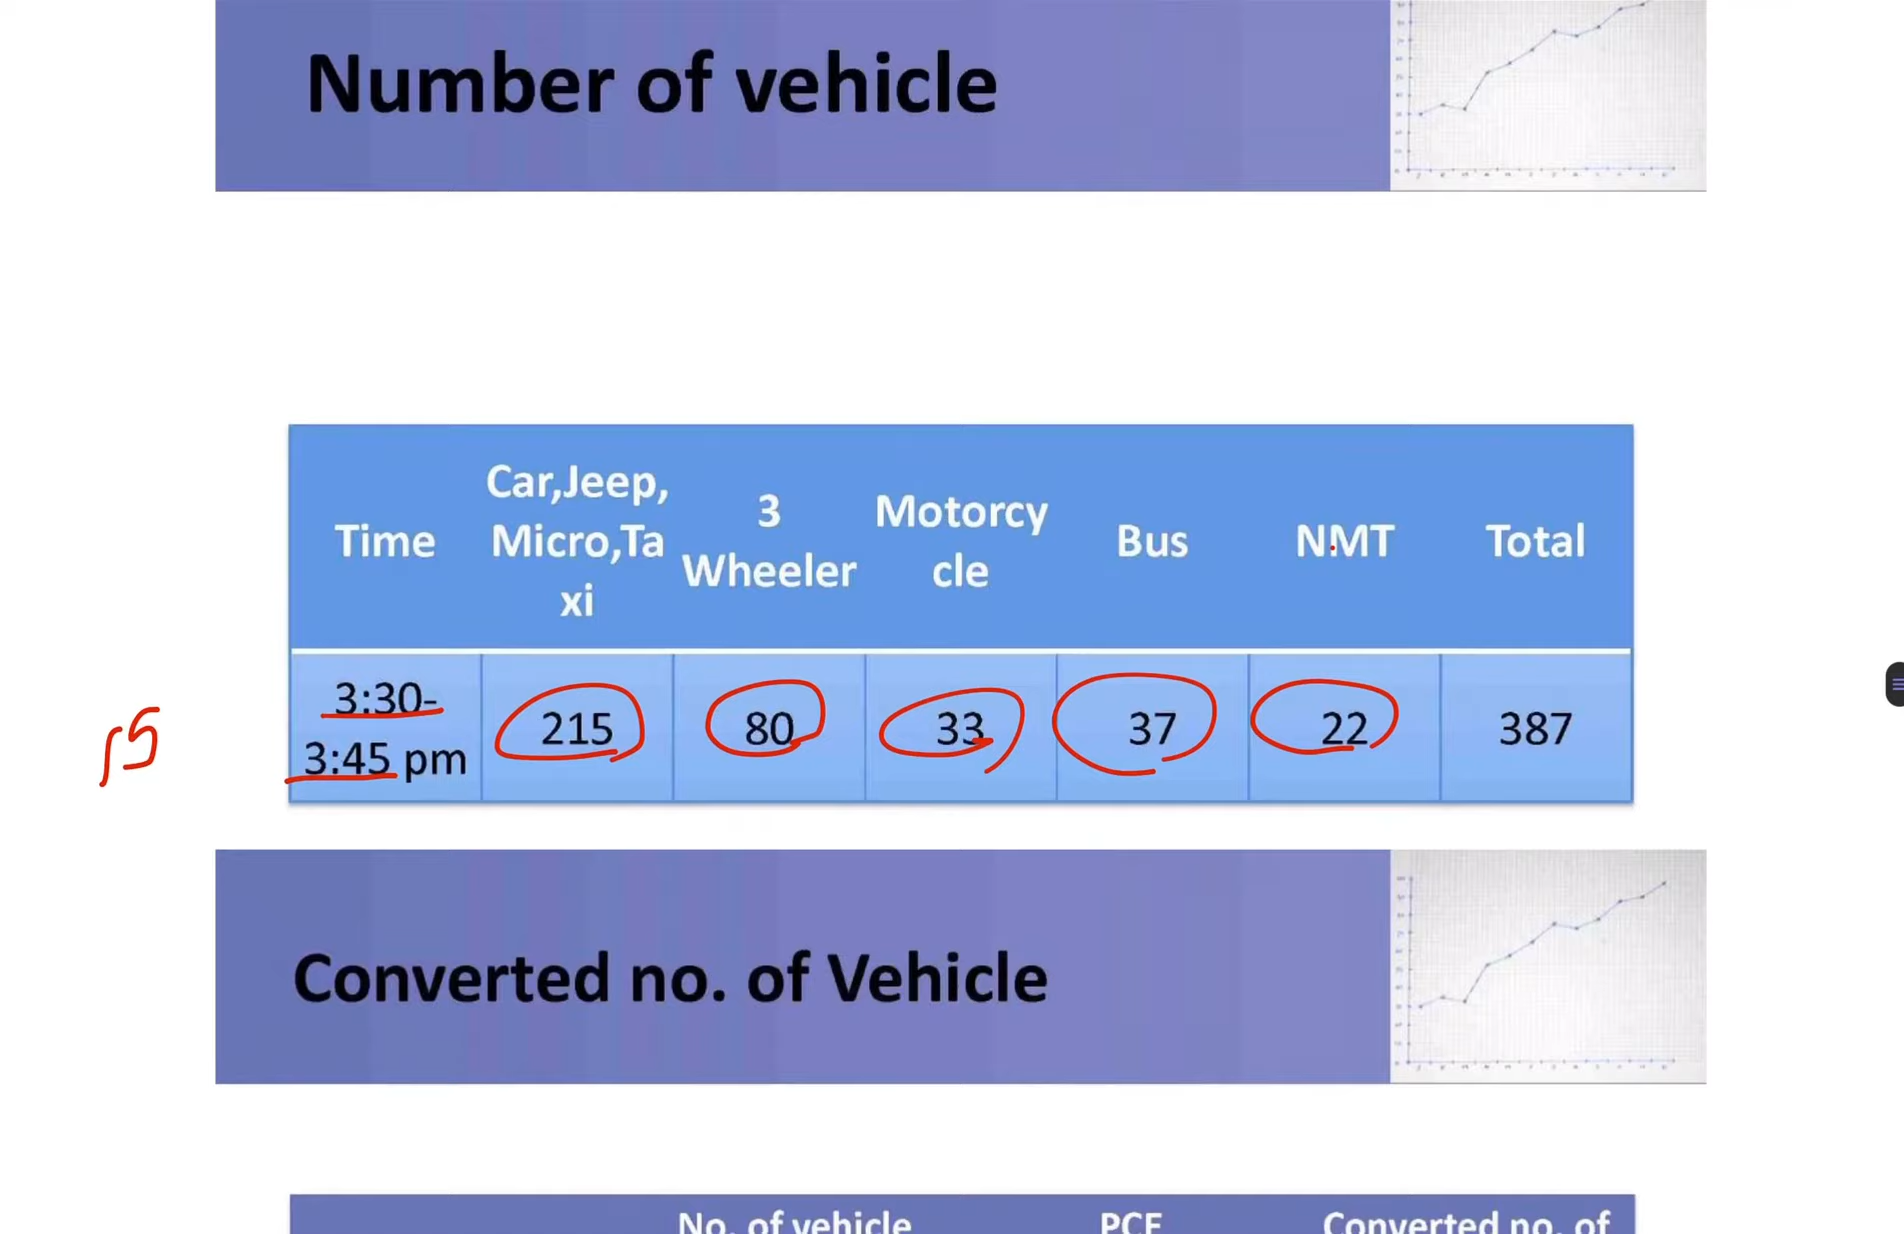 Number of vehicle
Time
Car,Jeep,
Micro,Ta
xi
3
Wheeler
Motorcy
cle
Bus
NMT
Total
15
3:30-
3:45 pm
215
80
33
37
22
387
Converted no. of Vehicle
No. of vehicle
PCE
Converted no. of